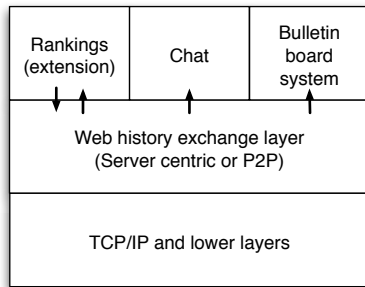 Rankings
(extension)
Chat
Bulletin
board
system
Web history exchange layer
(Server centric or P2P)
TCP/IP and lower layers